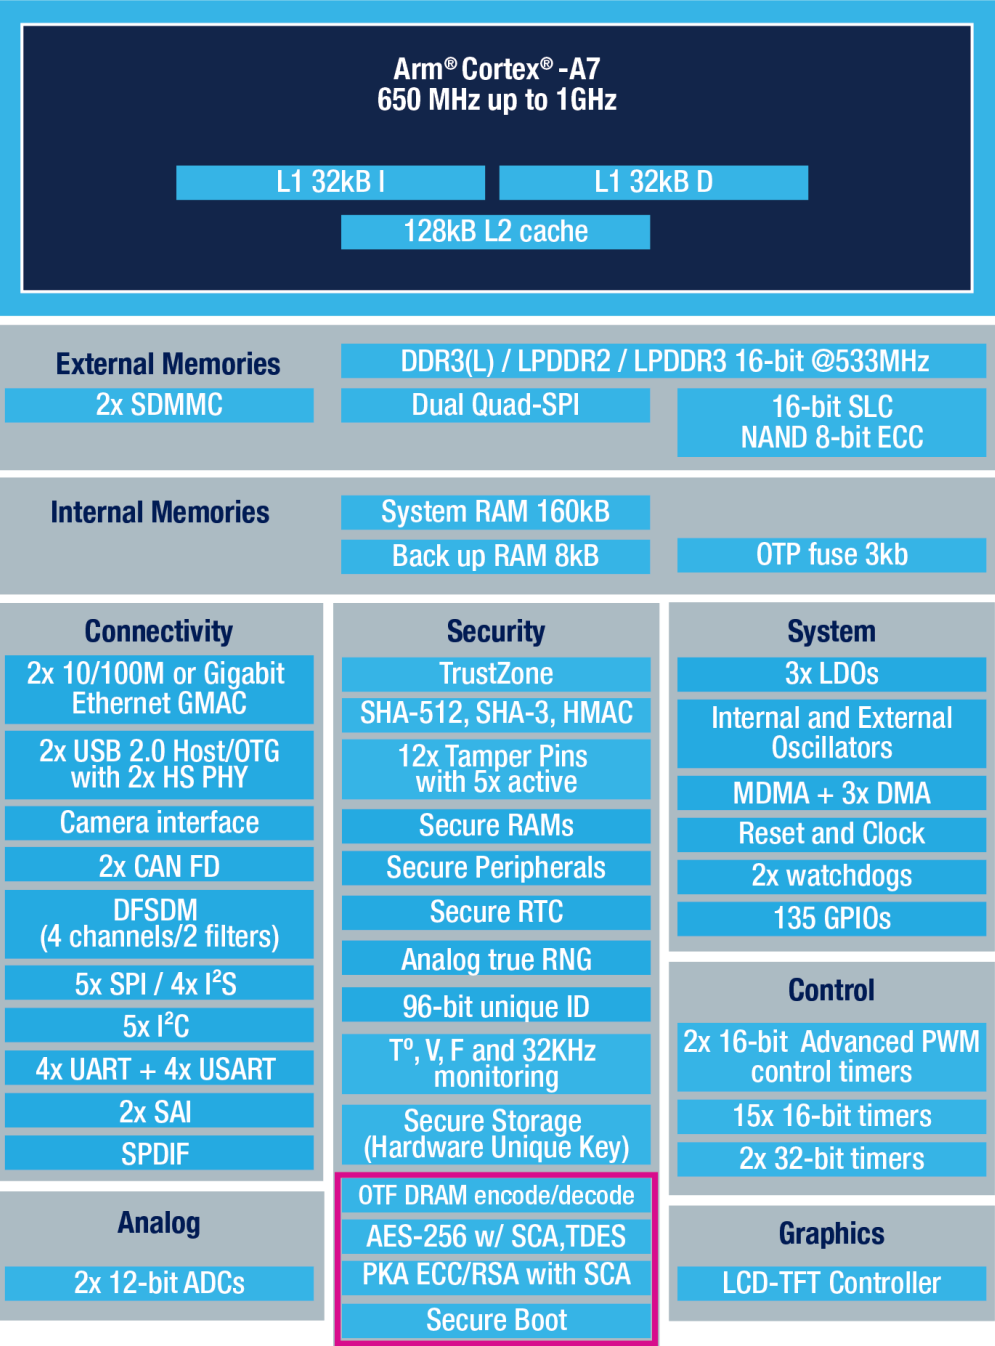 Arm® Cortex® -A7
650 MHz up to 1GHz
L1 32kB I
L1 32kB D
128kB L2 cache
External Memories
DDR3(L) / LPDDR2 / LPDDR3 16-bit @533MHz
2x SDMMC
Dual Quad-SPI
16-bit SLC
NAND 8-bit ECC
Internal Memories
System RAM 160kB
Back up RAM 8kB
OTP fuse 3kb
Connectivity
2x 10/100M or Gigabit
Ethernet GMAC
2x USB 2.0 Host/OTG
with 2x HS PHY
Camera interface
2x CAN FD
DFSDM
(4 channels/2 filters)
5x SPI / 4x I²S
5x I²C
4x UART + 4x USART
2x SAI
SPDIF
Analog
2x 12-bit ADCs
Security
TrustZone
SHA-512, SHA-3, HMAC
12x Tamper Pins
with 5x active
Secure RAMs
Secure Peripherals
Secure RTC
Analog true RNG
96-bit unique ID
Tº, V, F and 32KHz
monitoring
Secure Storage
(Hardware Unique Key)
OTF DRAM encode/decode
AES-256 w/ SCA,TDES
PKA ECC/RSA with SCA
Secure Boot
System
3x LDOs
Internal and External
Oscillators
MDMA + 3x DMA
Reset and Clock
2x watchdogs
135 GPIOs
Control
2x 16-bit Advanced PWM
control timers
15x 16-bit timers
2x 32-bit timers
Graphics
LCD-TFT Controller